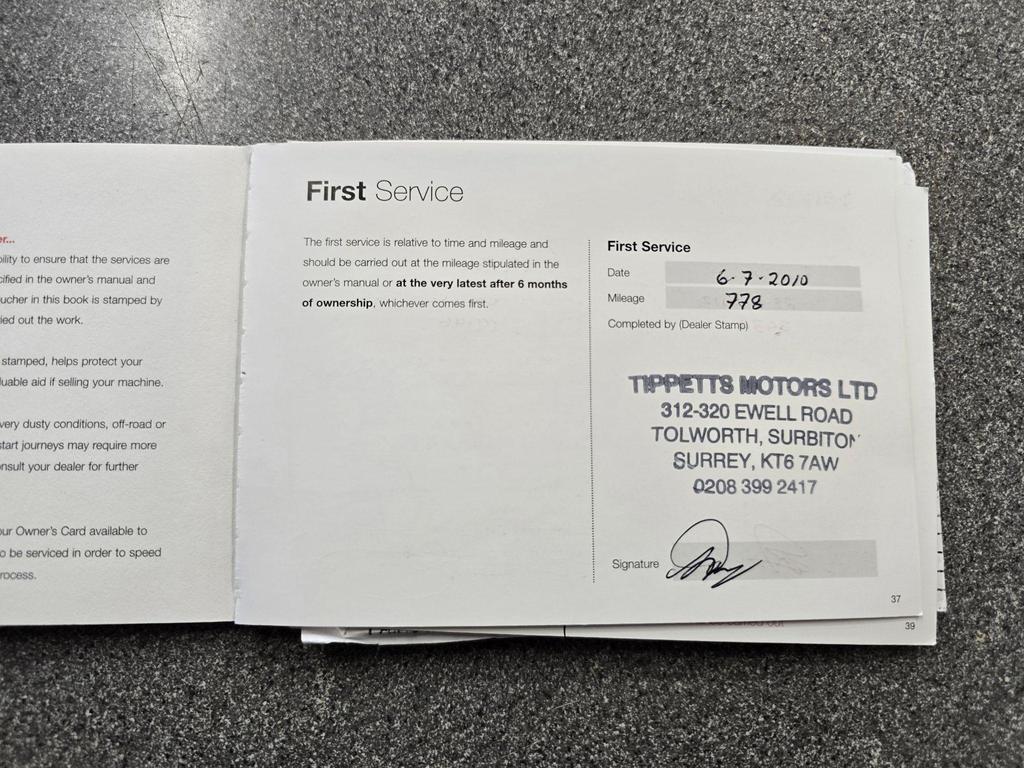 er...
ility to ensure that the services are
cified in the owner's manual and
ucher in this book is stamped by
ied out the work.
stamped, helps protect your
luable aid if selling your machine.
very dusty conditions, off-road or
start journeys may require more
nsult your dealer for further
ur Owner's Card available to
o be serviced in order to speed
rocess.
First Service
The first service is relative to time and mileage and
should be carried out at the mileage stipulated in the
owner's manual or at the very latest after 6 months
of ownership, whichever comes first.
First Service
Date 6-7-2010
Mileage 778
Completed by (Dealer Stamp)
TIPPETTS MOTORS LTD
312-320 EWELL ROAD
TOLWORTH, SURBITON
SURREY, KT6 7AW
0208 399 2417
Signature
37
39